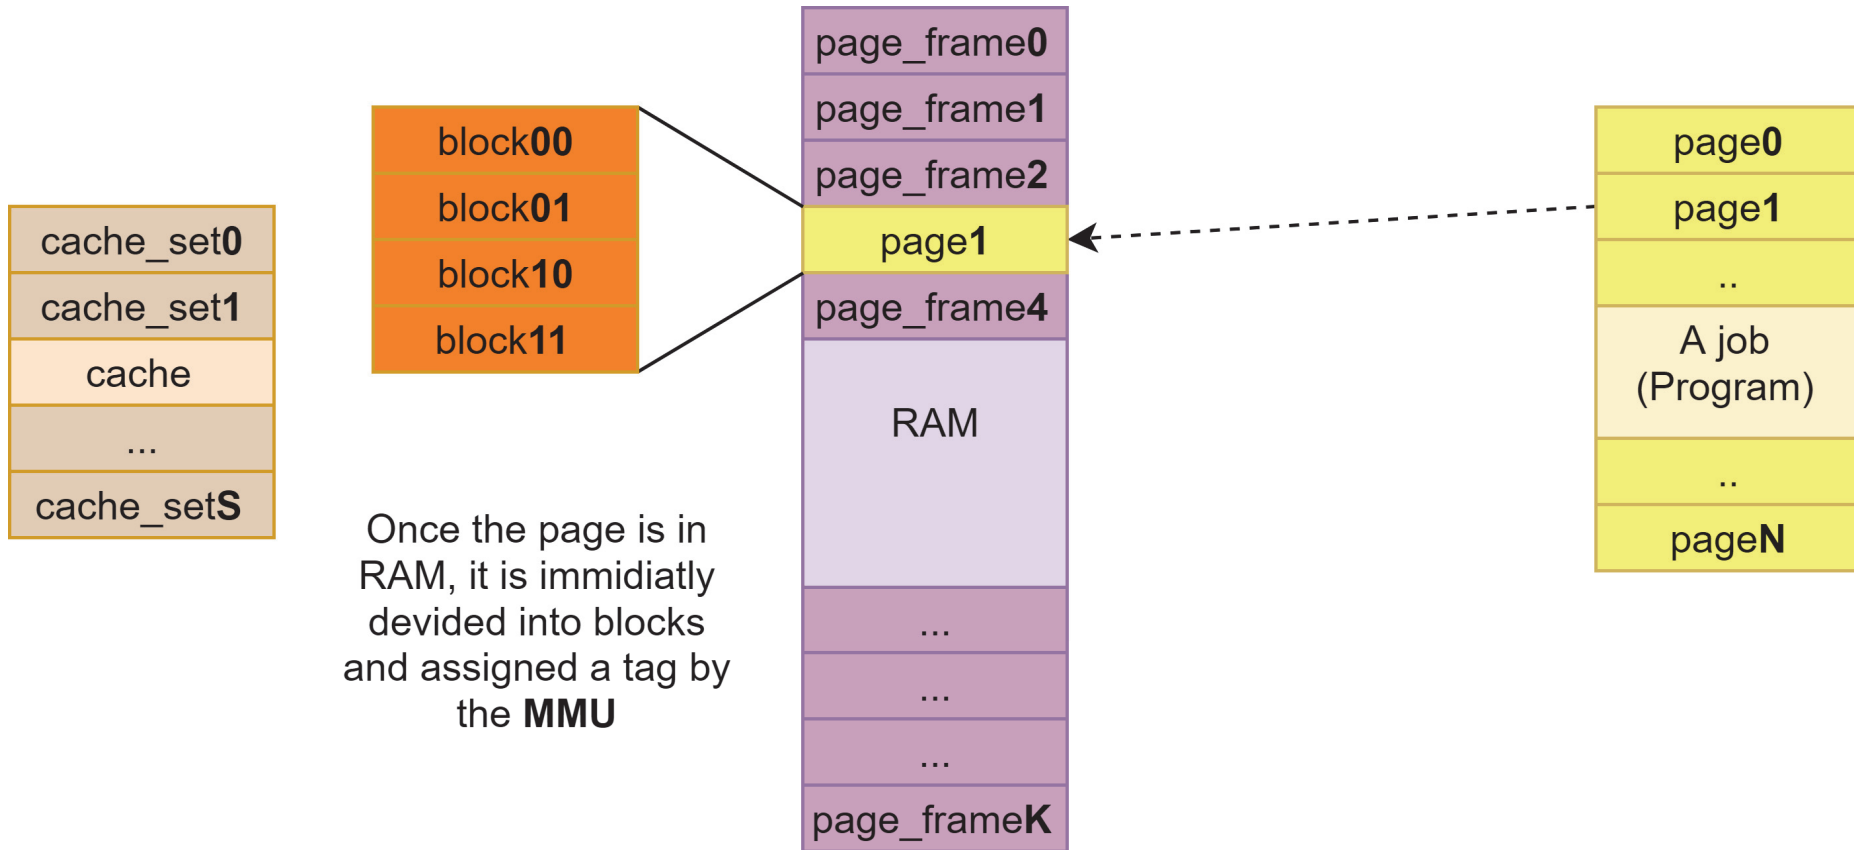 cache_set0
cache_set1
cache
...
cache_setS
block00
block01
block10
block11
Once the page is in
RAM, it is immidiatly
devided into blocks
and assigned a tag by
the MMU
page_frame0
page_frame1
page_frame2
page1
page_frame4
RAM
...
...
...
page_frameK
page0
page1
..
A job
(Program)
..
pageN